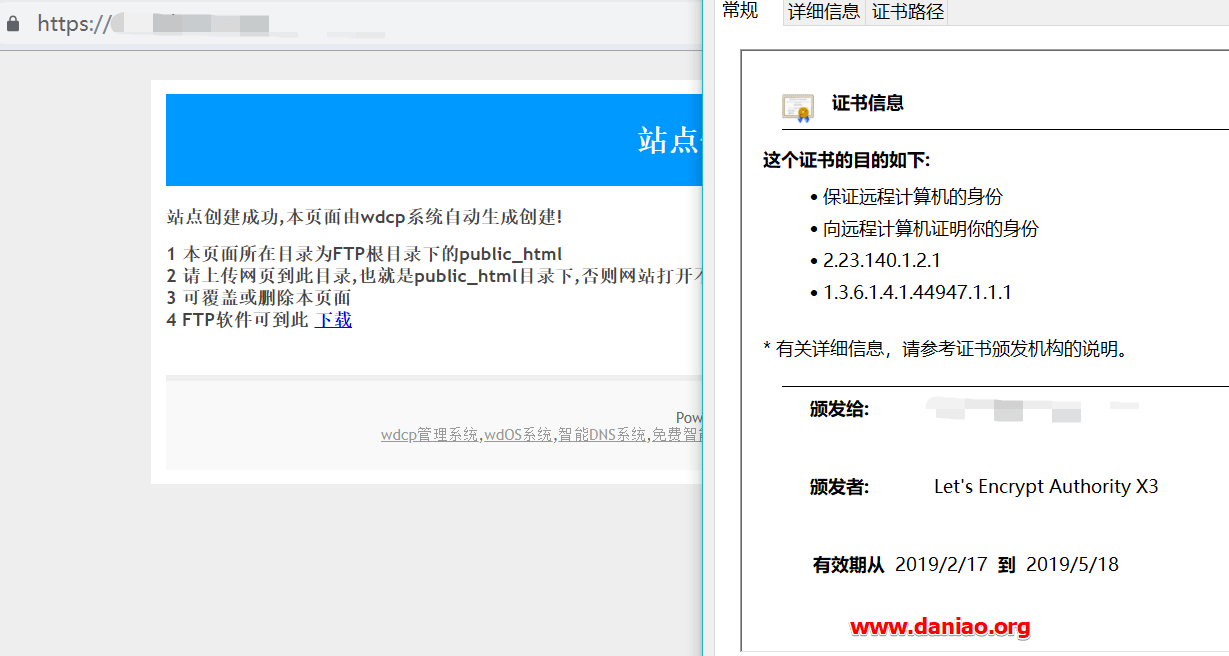 https://
站点
站点创建成功,本页面由wdcp系统自动生成创建!
1 本页面所在目录为FTP根目录下的public_html
2 请上传网页到此目录,也就是public_html目录下,否则网站打开
3 可覆盖或删除本页面
4 FTP软件可到此 下载
Pow
wdcp管理系统,wdOS系统,智能DNS系统,免费智
常规 详细信息 证书路径
证书信息
这个证书的目的如下:
• 保证远程计算机的身份
• 向远程计算机证明你的身份
• 2.23.140.1.2.1
• 1.3.6.1.4.1.44947.1.1.1
* 有关详细信息，请参考证书颁发机构的说明。
颁发给:
颁发者: Let's Encrypt Authority X3
有效期从 2019/2/17 到 2019/5/18
www.daniao.org